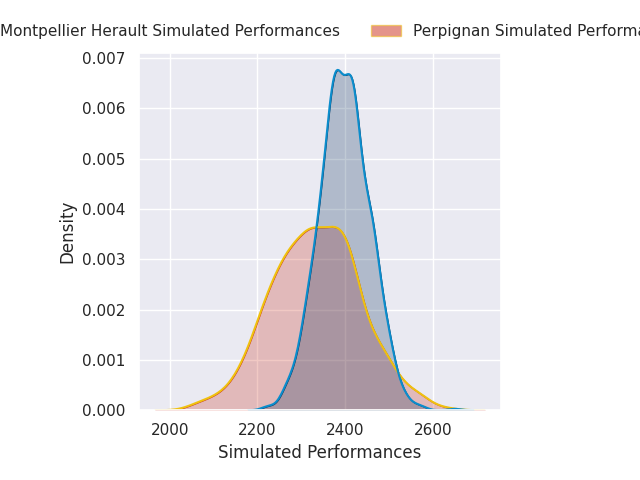 Montpellier Herault Simulated Performances
Perpignan Simulated
0.007
0.006
0.005
0.004
0.003
0.002
0.001
0.000
Density
2000 2200 2400 2600
Simulated Performances